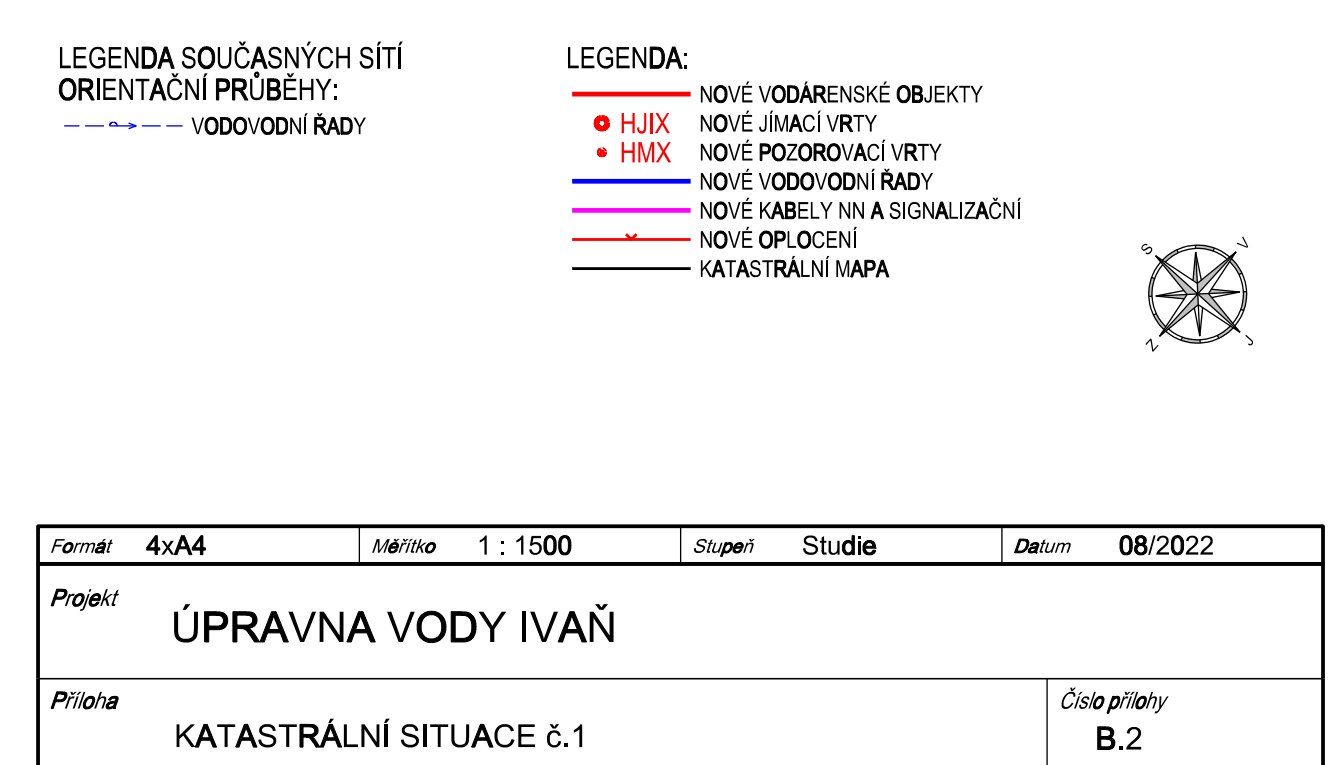 LEGENDA SOUČASNÝCH SÍTÍ
ORIENTAČNÍ PRŮBĚHY:
VODOVODNÍ ŘADY
LEGENDA:
NOVÉ VODÁRENSKÉ OBJEKTY
HJIX NOVÉ JÍMACÍ VRTY
HMX NOVÉ POZOROVACÍ VRTY
NOVÉ VODOVODNÍ ŘADY
NOVÉ KABELY NN A SIGNALIZAČNÍ
NOVÉ OPLOCENÍ
KATASTRÁLNÍ MAPA
S V
Z J
Formát 4xA4 Měřítko 1 : 1500 Stupeň Studie Datum 08/2022
Projekt
ÚPRAVNA VODY IVAŇ
Příloha Číslo přílohy
KATASTRÁLNÍ SITUACE č.1 B.2